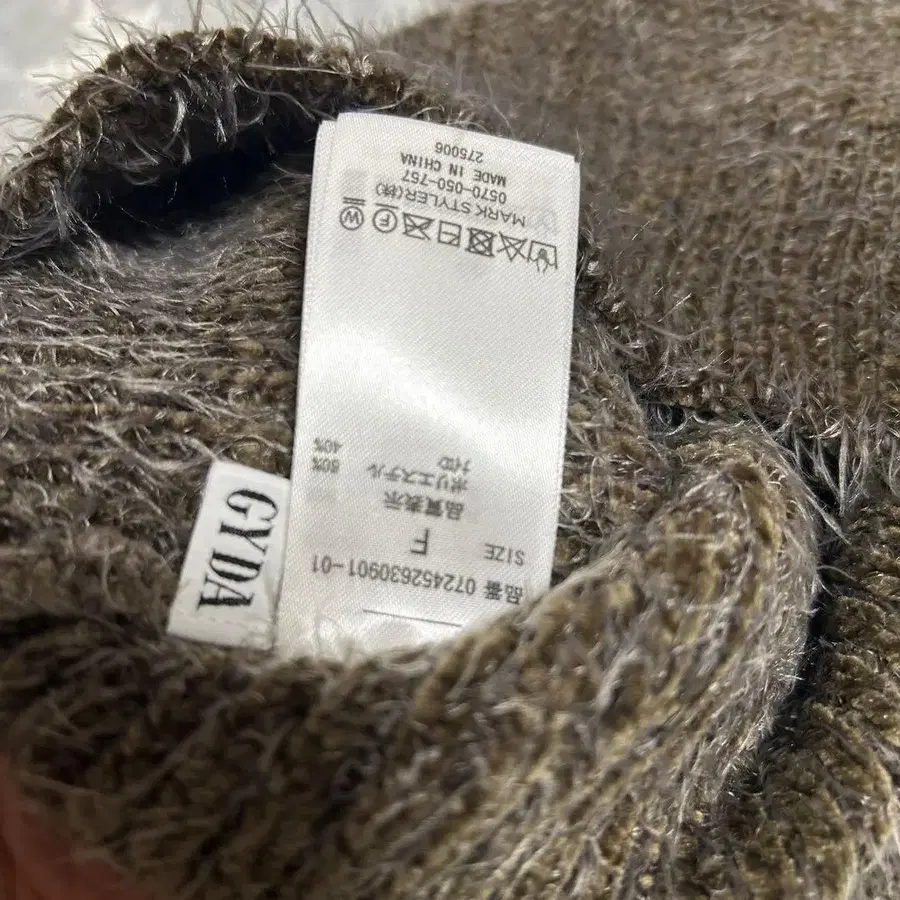 品番 072452630901-01
SIZE F
品質表示
ポリエステル 60%
ナイロン 40%
F W
MARK STYLER(株)
0570-050-757
MADE IN CHINA
275006
GYDA